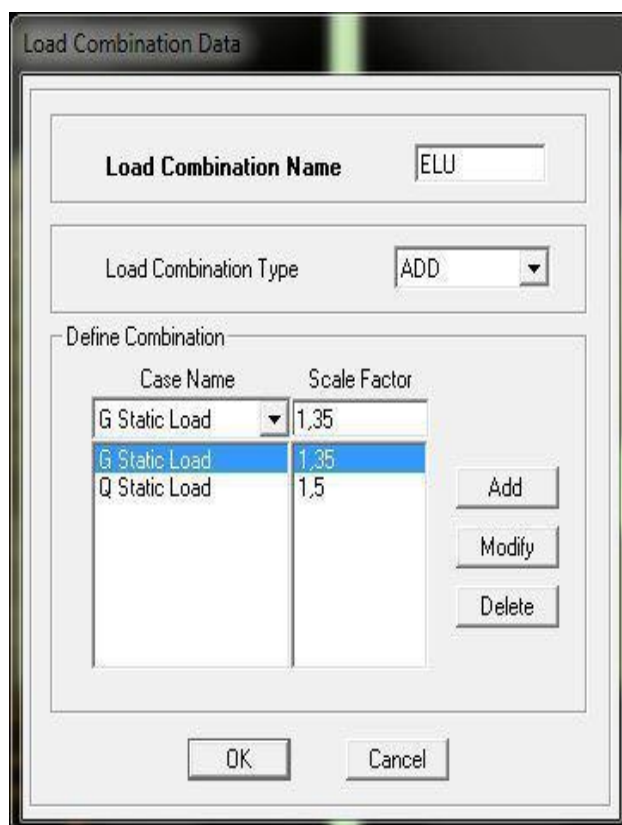 Load Combination Data
Load Combination Name ELU
Load Combination Type ADD
Define Combination
Case Name Scale Factor
G Static Load 1,35
G Static Load 1,35
Q Static Load 1,5
Add
Modify
Delete
OK Cancel